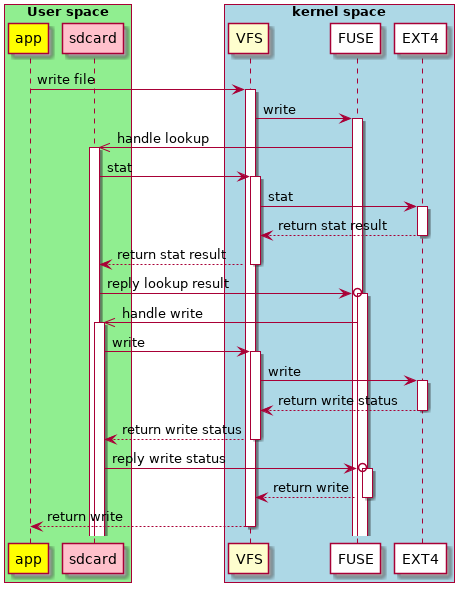 User space
kernel space
app
sdcard
VFS
FUSE
EXT4
write file
write
handle lookup
stat
stat
return stat result
return stat result
reply lookup result
handle write
write
write
return write status
return write status
reply write status
return write
return write
app
sdcard
VFS
FUSE
EXT4